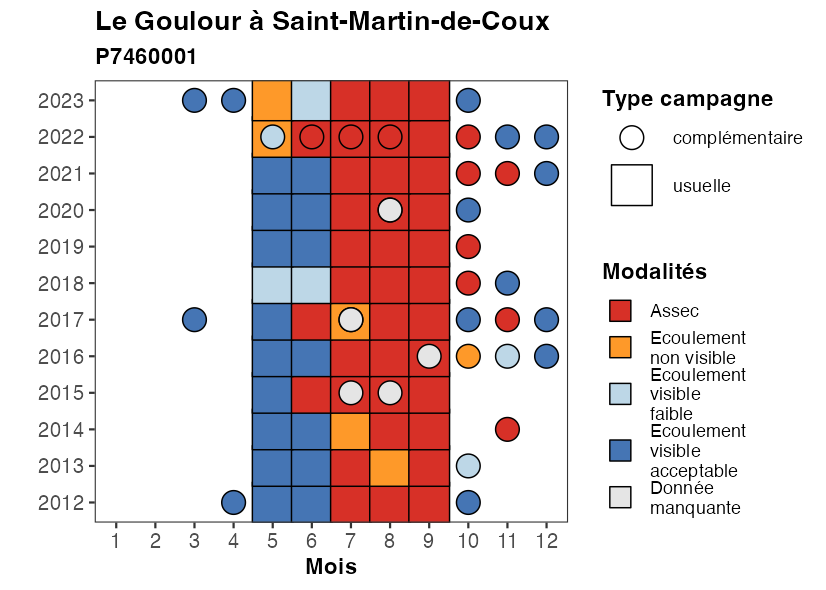 Le Goulour à Saint-Martin-de-Coux
P7460001
2023
2022
2021
2020
2019
2018
2017
2016
2015
2014
2013
2012
1 2 3 4 5 6 7 8 9 10 11 12
Mois
Type campagne
complémentaire
usuelle
Modalités
Assec
Ecoulement
non visible
Ecoulement
visible
faible
Ecoulement
visible
acceptable
Donnée
manquante